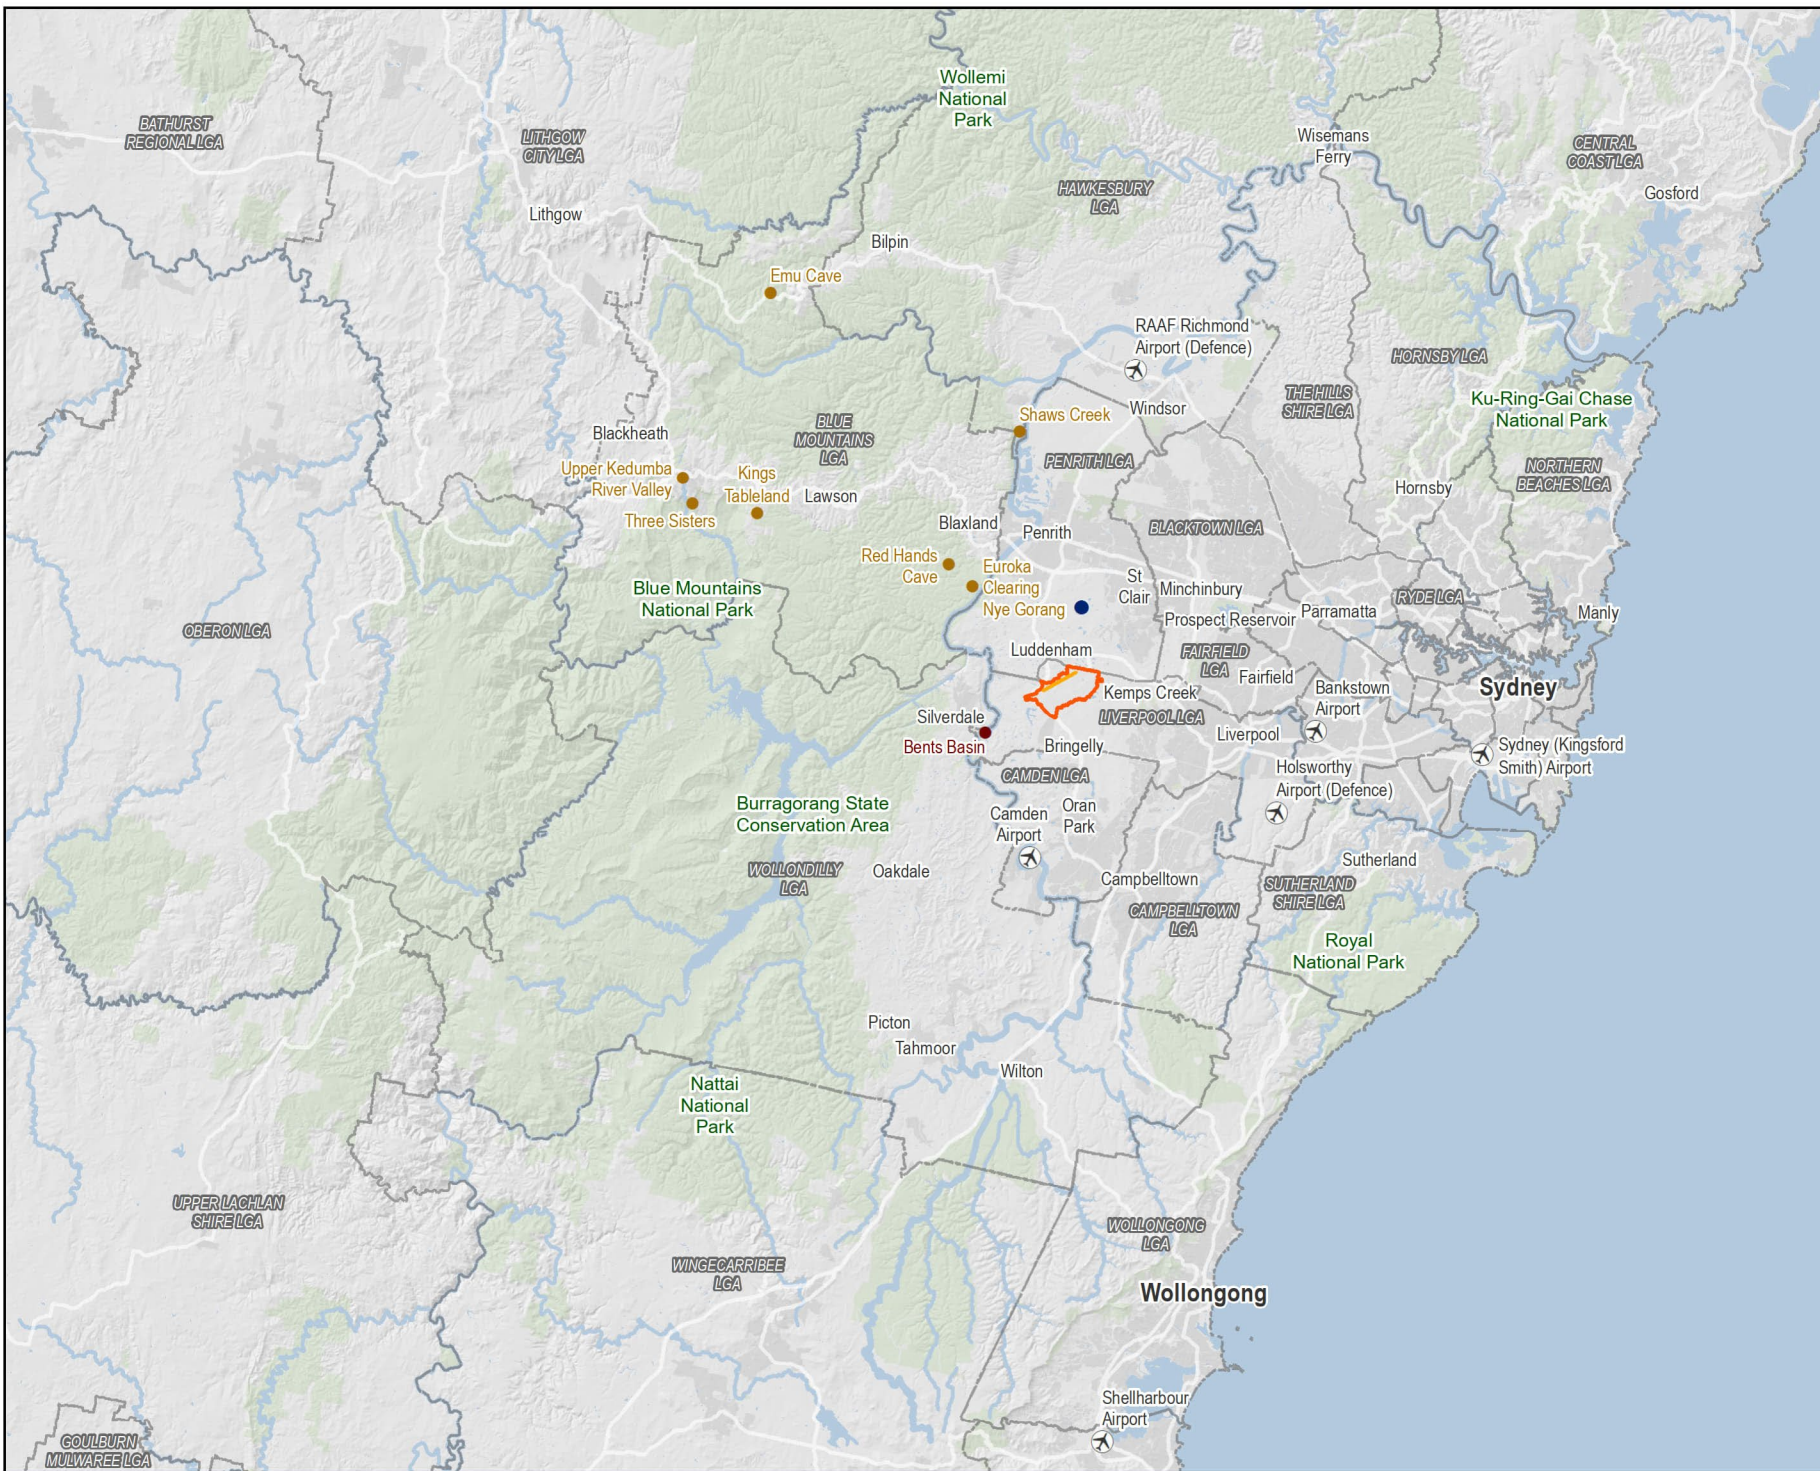 Wollemi
National
Park
BATHURST
REGIONAL LGA
LITHGOW
CITY LGA
Wisemans
Ferry
CENTRAL
COAST LGA
HAWKESBURY
LGA
Gosford
Lithgow
Bilpin
Emu Cave
RAAF Richmond
Airport (Defence)
HORNSBY LGA
THE HILLS
SHIRE LGA
Ku-Ring-Gai Chase
National Park
Shaws Creek
Windsor
BLUE
MOUNTAINS
LGA
Blackheath
PENRITH LGA
Upper Kedumba
River Valley
Kings
Tableland
Lawson
NORTHERN
BEACHES LGA
Hornsby
Three Sisters
Blaxland
Penrith
BLACKTOWN LGA
Red Hands
Cave
Euroka
Clearing
Nye Gorang
St
Clair
Minchinbury
RYDE LGA
Blue Mountains
National Park
Prospect Reservoir
Parramatta
Manly
OBERON LGA
Luddenham
FAIRFIELD
LGA
Fairfield
Kemps Creek
Bankstown
Airport
Sydney
Silverdale
LIVERPOOL LGA
Bents Basin
Bringelly
Liverpool
Sydney (Kingsford
Smith) Airport
CAMDEN LGA
Holsworthy
Airport (Defence)
Burragorang State
Conservation Area
Camden
Airport
Oran
Park
WOLLONDILLY
LGA
Oakdale
Campbelltown
Sutherland
SUTHERLAND
SHIRE LGA
CAMPBELLTOWN
LGA
Royal
National Park
Picton
Tahmoor
Wilton
Nattai
National
Park
UPPER LACHLAN
SHIRE LGA
WOLLONGONG
LGA
WINGECARRIBEE
LGA
Wollongong
Shellharbour
Airport
GOULBURN
MULWAREE LGA